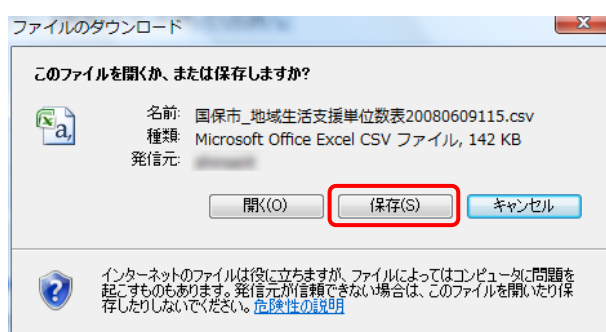 ファイルのダウンロード
このファイルを開くか、または保存しますか?
名前: 国保市_地域生活支援単位数表20080609115.csv
種類: Microsoft Office Excel CSV ファイル, 142 KB
発信元:
開く(O) 保存(S) キャンセル
インターネットのファイルは役に立ちますが、ファイルによってはコンピュータに問題を
起こすものもあります。発信元が信頼できない場合は、このファイルを開いたり保
存したりしないでください。危険性の説明